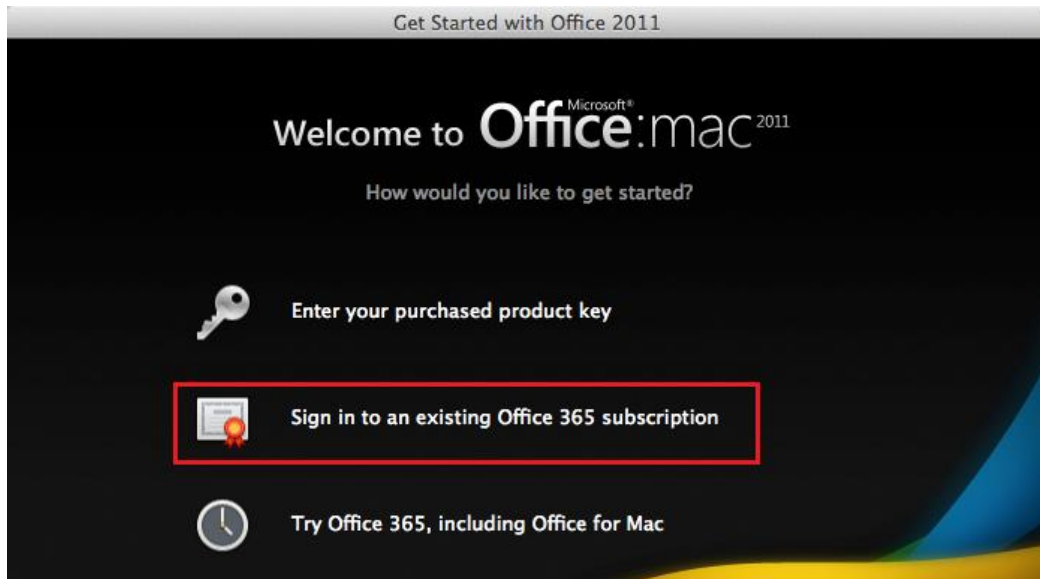 Get Started with Office 2011
Welcome to Microsoft® Office:mac 2011
How would you like to get started?
Enter your purchased product key
Sign in to an existing Office 365 subscription
Try Office 365, including Office for Mac